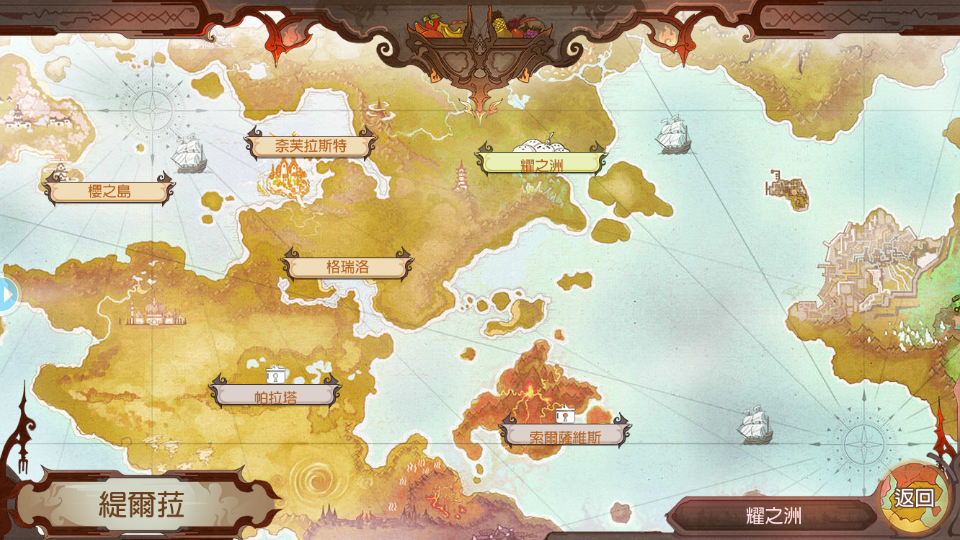 奈芙拉斯特
耀之洲
櫻之島
格瑞洛
帕拉塔
索爾薩維斯
緹爾菈
耀之洲
返回